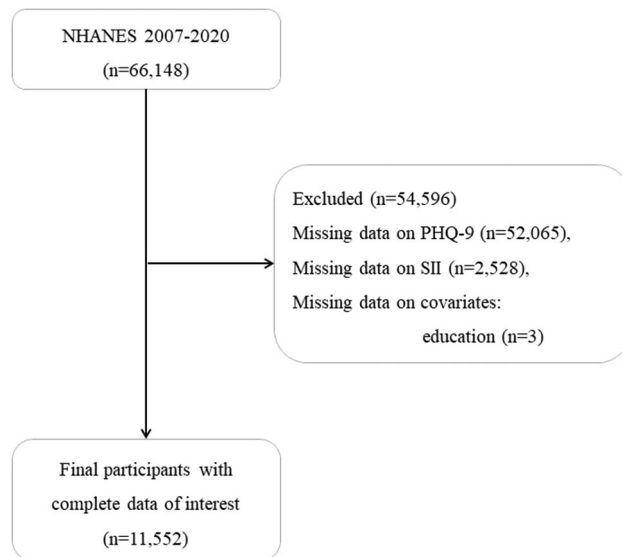 NHANES 2007-2020
(n=66,148)
Excluded (n=54,596)
Missing data on PHQ-9 (n=52,065),
Missing data on SII (n=2,528),
Missing data on covariates:
education (n=3)
Final participants with
complete data of interest
(n=11,552)